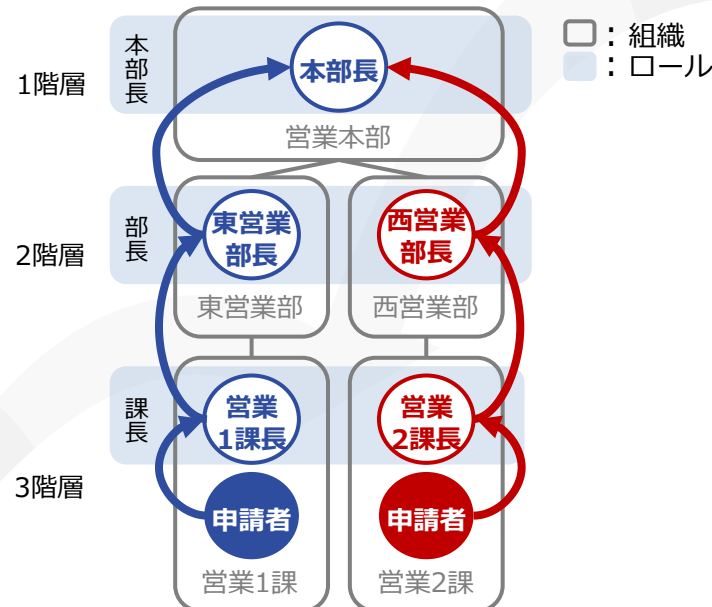 □：組織
：ロール
1階層
本部長
本部長
営業本部
2階層
部長
東営業
部長
西営業
部長
東営業部
西営業部
課長
営業
1課長
営業
2課長
3階層
申請者
申請者
営業1課
営業2課